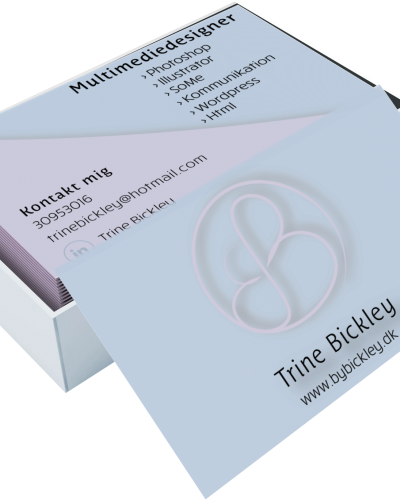 Multimediedesigner
> Photoshop
> Illustrator
> SoMe
> Kommunikation
> Wordpress
> Html
Kontakt mig
30953016
trinebickley@hotmail.com
in Trine Bickley
B
Trine Bickley
www.bybickley.dk